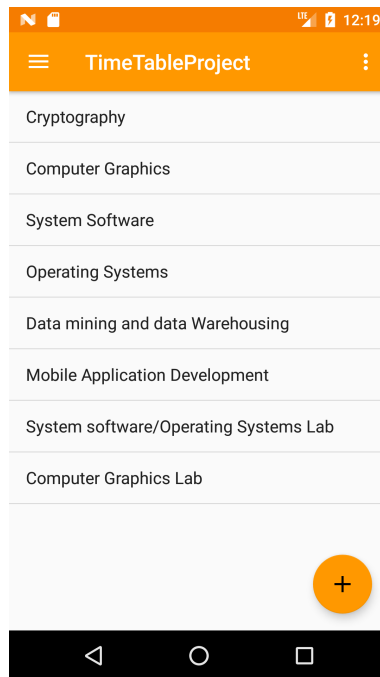 LTE 12:19
TimeTableProject
Cryptography
Computer Graphics
System Software
Operating Systems
Data mining and data Warehousing
Mobile Application Development
System software/Operating Systems Lab
Computer Graphics Lab
+